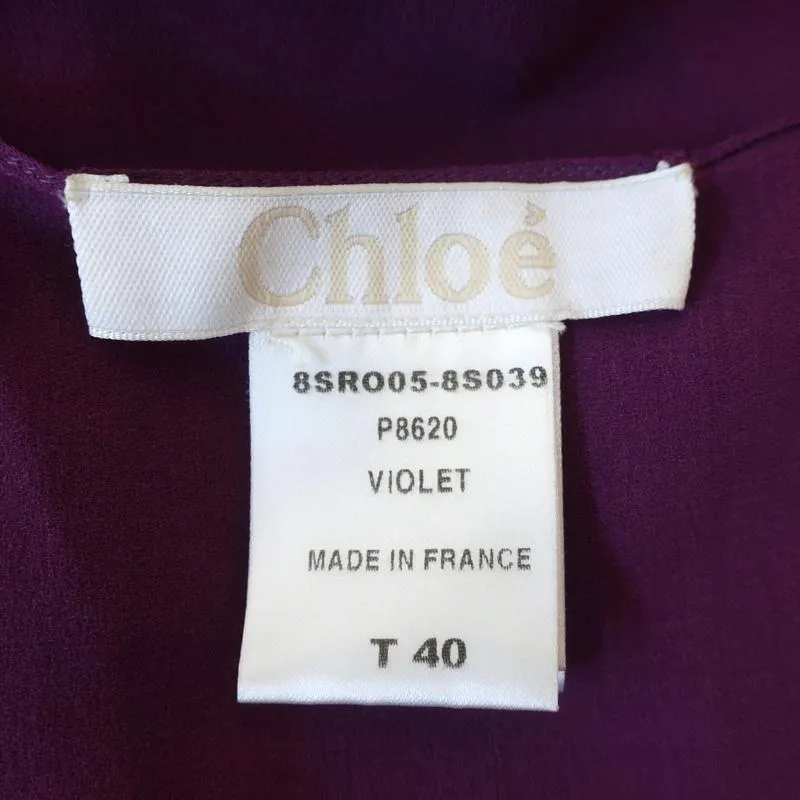 Chloé
8SRO05-8S039
P8620
VIOLET
MADE IN FRANCE
T 40